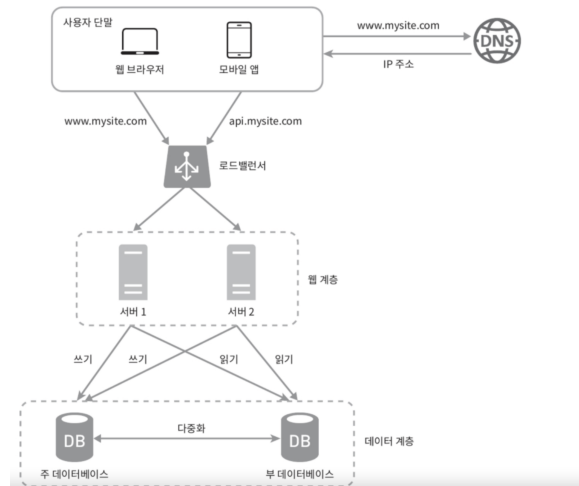 사용자 단말
웹 브라우저
모바일 앱
www.mysite.com
DNS
IP 주소
www.mysite.com
api.mysite.com
로드밸런서
서버 1
서버 2
웹 계층
쓰기
쓰기
읽기
읽기
DB
다중화
DB
데이터 계층
주 데이터베이스
부 데이터베이스